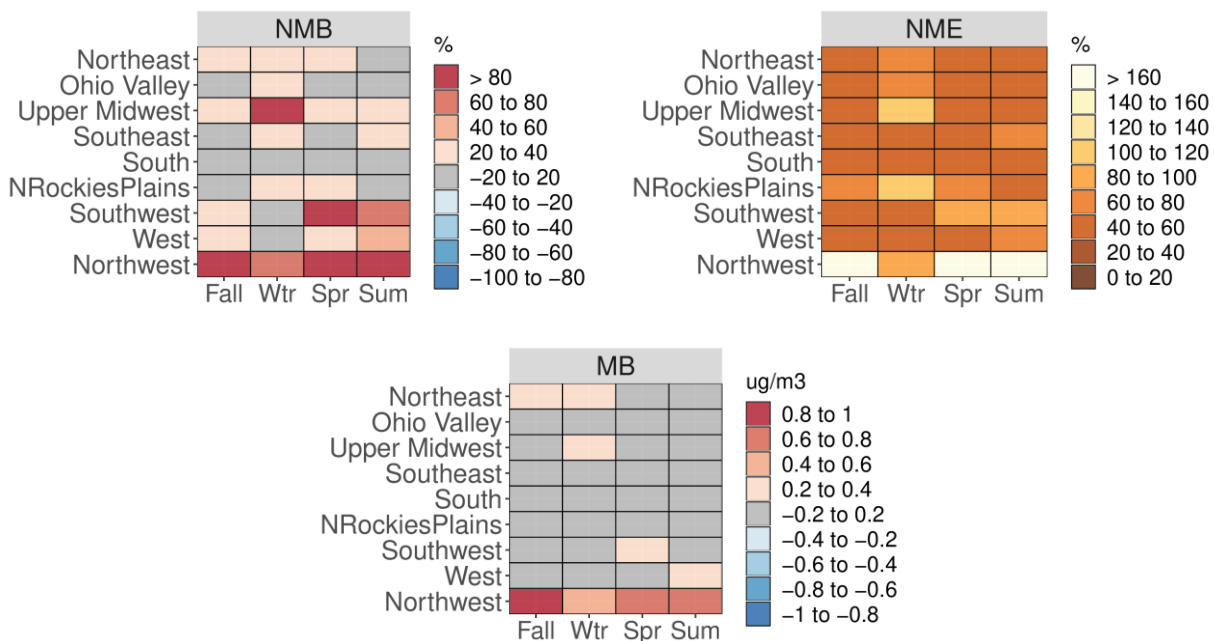 NMB
Northeast
Ohio Valley
Upper Midwest
Southeast
South
NRockiesPlains
Southwest
West
Northwest
Fall Wtr Spr Sum
%
> 80
60 to 80
40 to 60
20 to 40
−20 to 20
−40 to −20
−60 to −40
−80 to −60
−100 to −80
NME
Northeast
Ohio Valley
Upper Midwest
Southeast
South
NRockiesPlains
Southwest
West
Northwest
Fall Wtr Spr Sum
%
> 160
140 to 160
120 to 140
100 to 120
80 to 100
60 to 80
40 to 60
20 to 40
0 to 20
MB
Northeast
Ohio Valley
Upper Midwest
Southeast
South
NRockiesPlains
Southwest
West
Northwest
Fall Wtr Spr Sum
ug/m3
0.8 to 1
0.6 to 0.8
0.4 to 0.6
0.2 to 0.4
−0.2 to 0.2
−0.4 to −0.2
−0.6 to −0.4
−0.8 to −0.6
−1 to −0.8